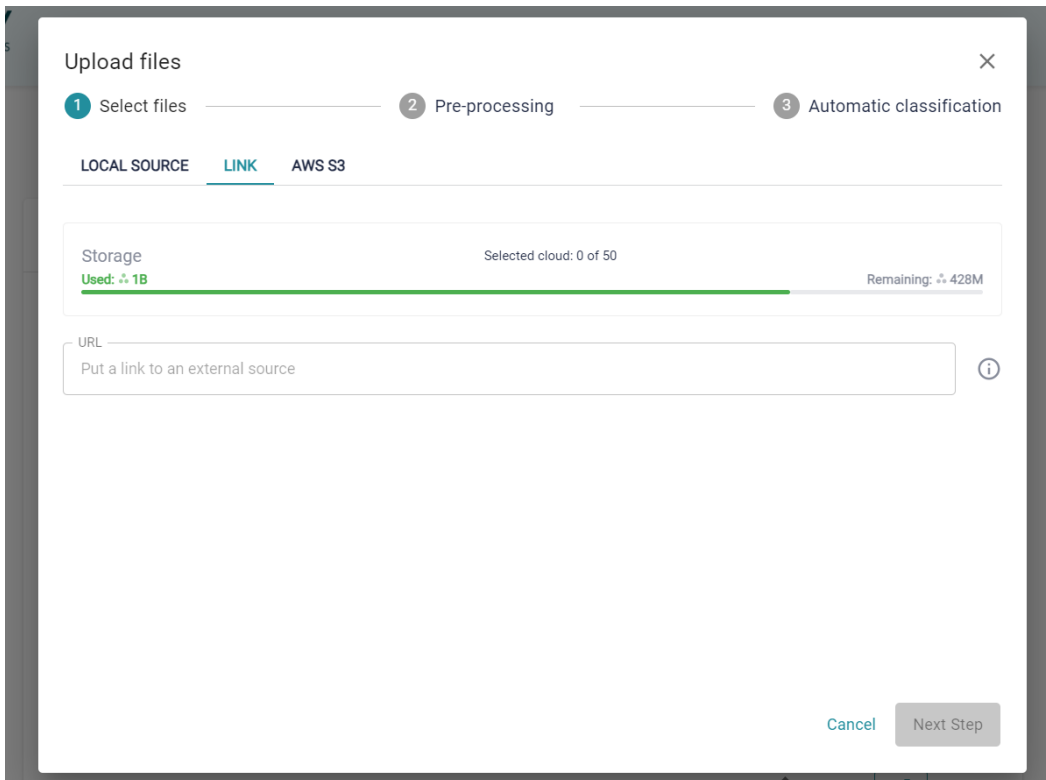 Upload files
1 Select files 2 Pre-processing 3 Automatic classification
LOCAL SOURCE LINK AWS S3
Storage Selected cloud: 0 of 50
Used: 1B Remaining: 428M
URL
Put a link to an external source
Cancel Next Step